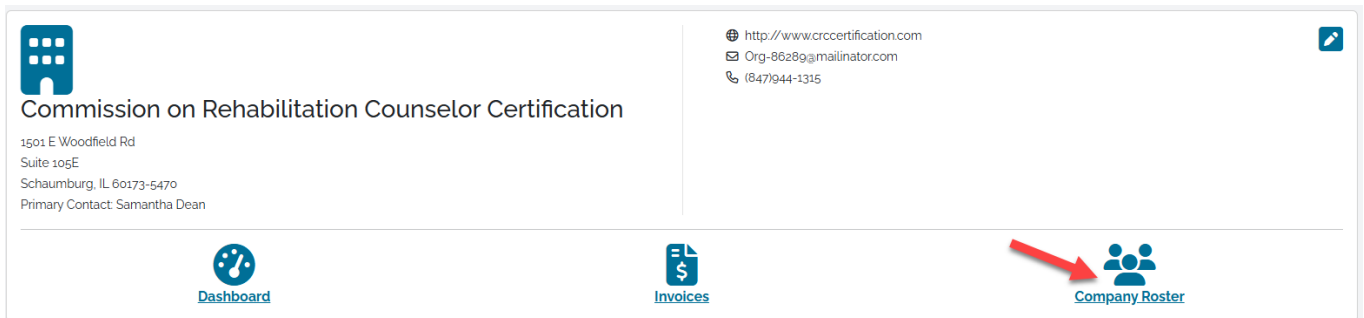 Commission on Rehabilitation Counselor Certification
1501 E Woodfield Rd
Suite 105E
Schaumburg, IL 60173-5470
Primary Contact: Samantha Dean
http://www.crccertification.com
Org-86289@mailinator.com
(847)944-1315
Dashboard
Invoices
Company Roster